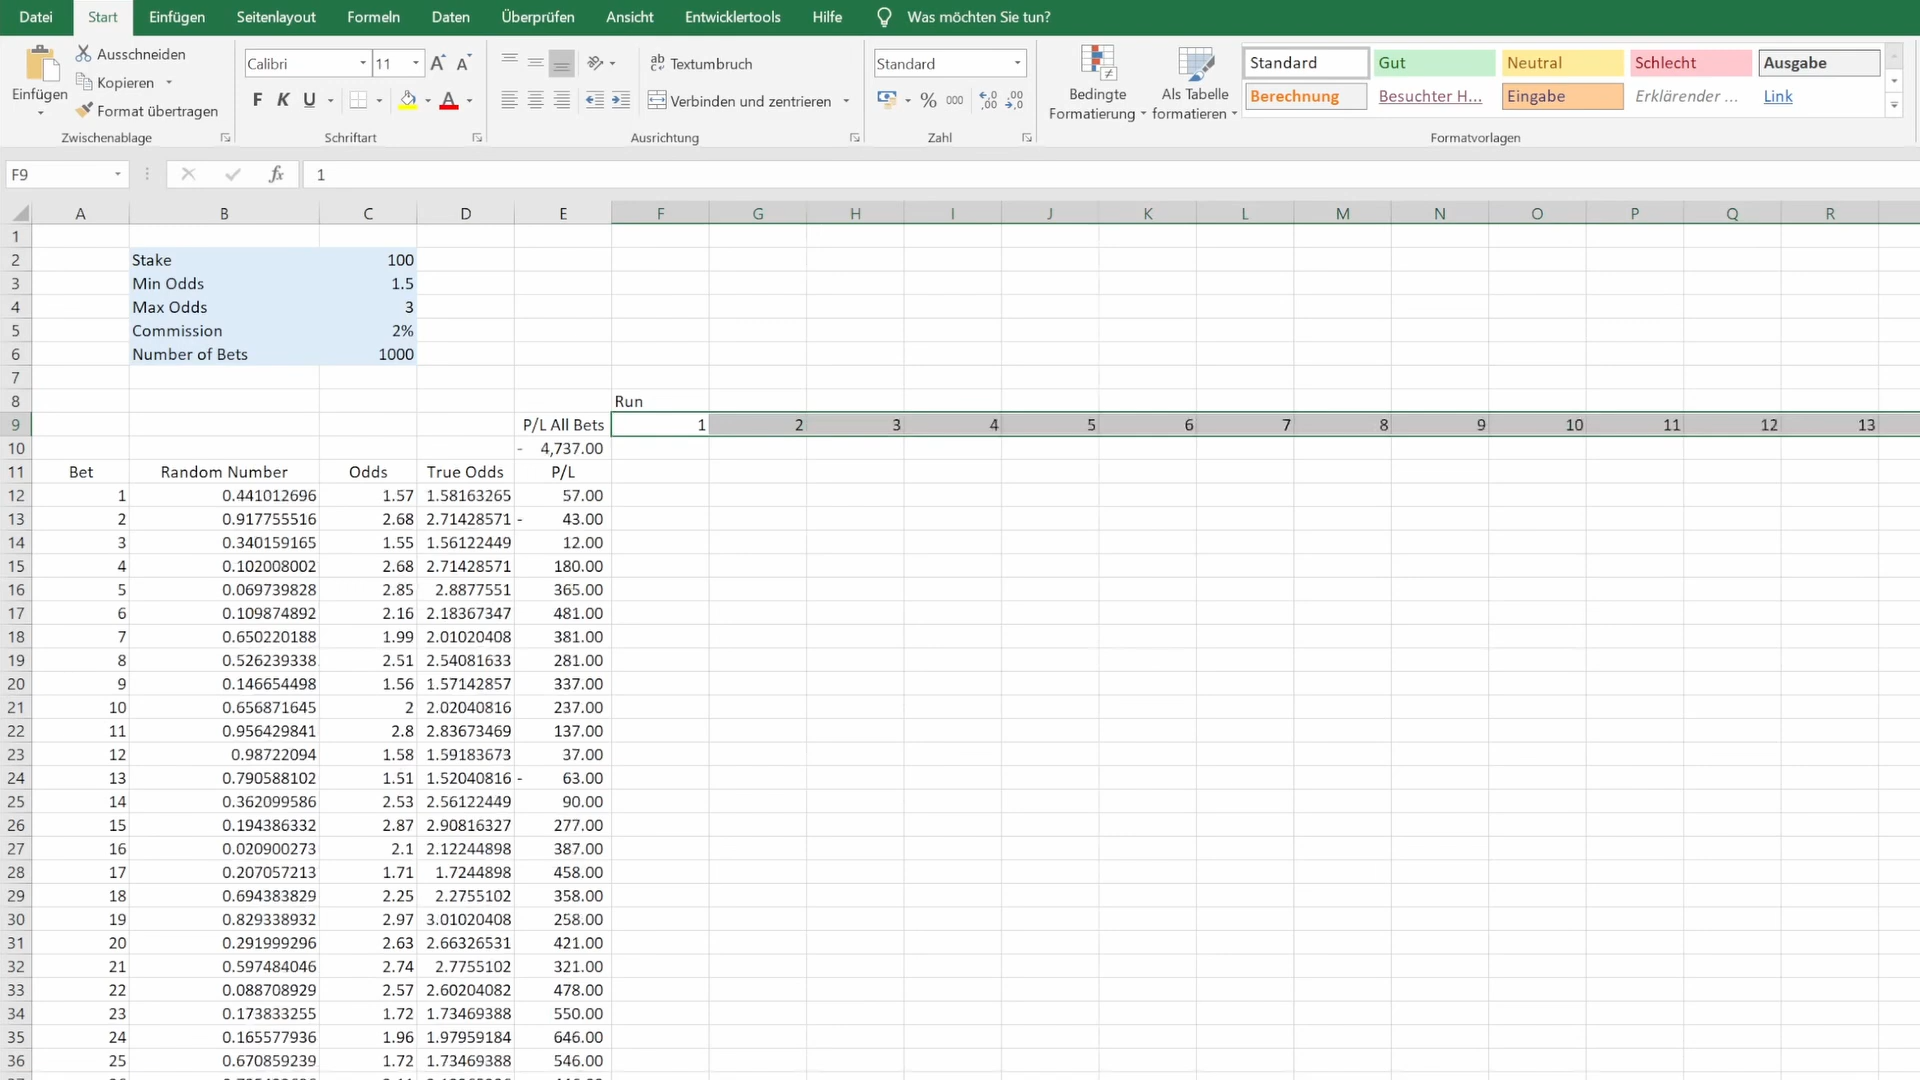 Datei Start Einfügen Seitenlayout Formeln Daten Überprüfen Ansicht Entwicklertools Hilfe Was möchten Sie tun?
Einfügen
Ausschneiden
Kopieren
Format übertragen
Zwischenablage
Calibri 11
F K U
Schriftart
Textumbruch
Verbinden und zentrieren
Ausrichtung
Standard
% 000
Zahl
Bedingte Formatierung
Als Tabelle formatieren
Standard Gut Neutral Schlecht Ausgabe
Berechnung Besuchter H... Eingabe Erklärender ... Link
Formatvorlagen
F9 fx 1
A B C D E F G H I J K L M N O P Q R
1
2 Stake 100
3 Min Odds 1.5
4 Max Odds 3
5 Commission 2%
6 Number of Bets 1000
7
8 Run
9 P/L All Bets 1 2 3 4 5 6 7 8 9 10 11 12 13
10 - 4,737.00
11 Bet Random Number Odds True Odds P/L
12 1 0.441012696 1.57 1.58163265 57.00
13 2 0.917755516 2.68 2.71428571 - 43.00
14 3 0.340159165 1.55 1.56122449 12.00
15 4 0.102008002 2.68 2.71428571 180.00
16 5 0.069739828 2.85 2.8877551 365.00
17 6 0.109874892 2.16 2.18367347 481.00
18 7 0.650220188 1.99 2.01020408 381.00
19 8 0.526239338 2.51 2.54081633 281.00
20 9 0.146654498 1.56 1.57142857 337.00
21 10 0.656871645 2 2.02040816 237.00
22 11 0.956429841 2.8 2.83673469 137.00
23 12 0.98722094 1.58 1.59183673 37.00
24 13 0.790588102 1.51 1.52040816 - 63.00
25 14 0.362099586 2.53 2.56122449 90.00
26 15 0.194386332 2.87 2.90816327 277.00
27 16 0.020900273 2.1 2.12244898 387.00
28 17 0.207057213 1.71 1.7244898 458.00
29 18 0.694383829 2.25 2.2755102 358.00
30 19 0.829338932 2.97 3.01020408 258.00
31 20 0.291999296 2.63 2.66326531 421.00
32 21 0.597484046 2.74 2.7755102 321.00
33 22 0.088708929 2.57 2.60204082 478.00
34 23 0.173833255 1.72 1.73469388 550.00
35 24 0.165577936 1.96 1.97959184 646.00
36 25 0.670859239 1.72 1.73469388 546.00